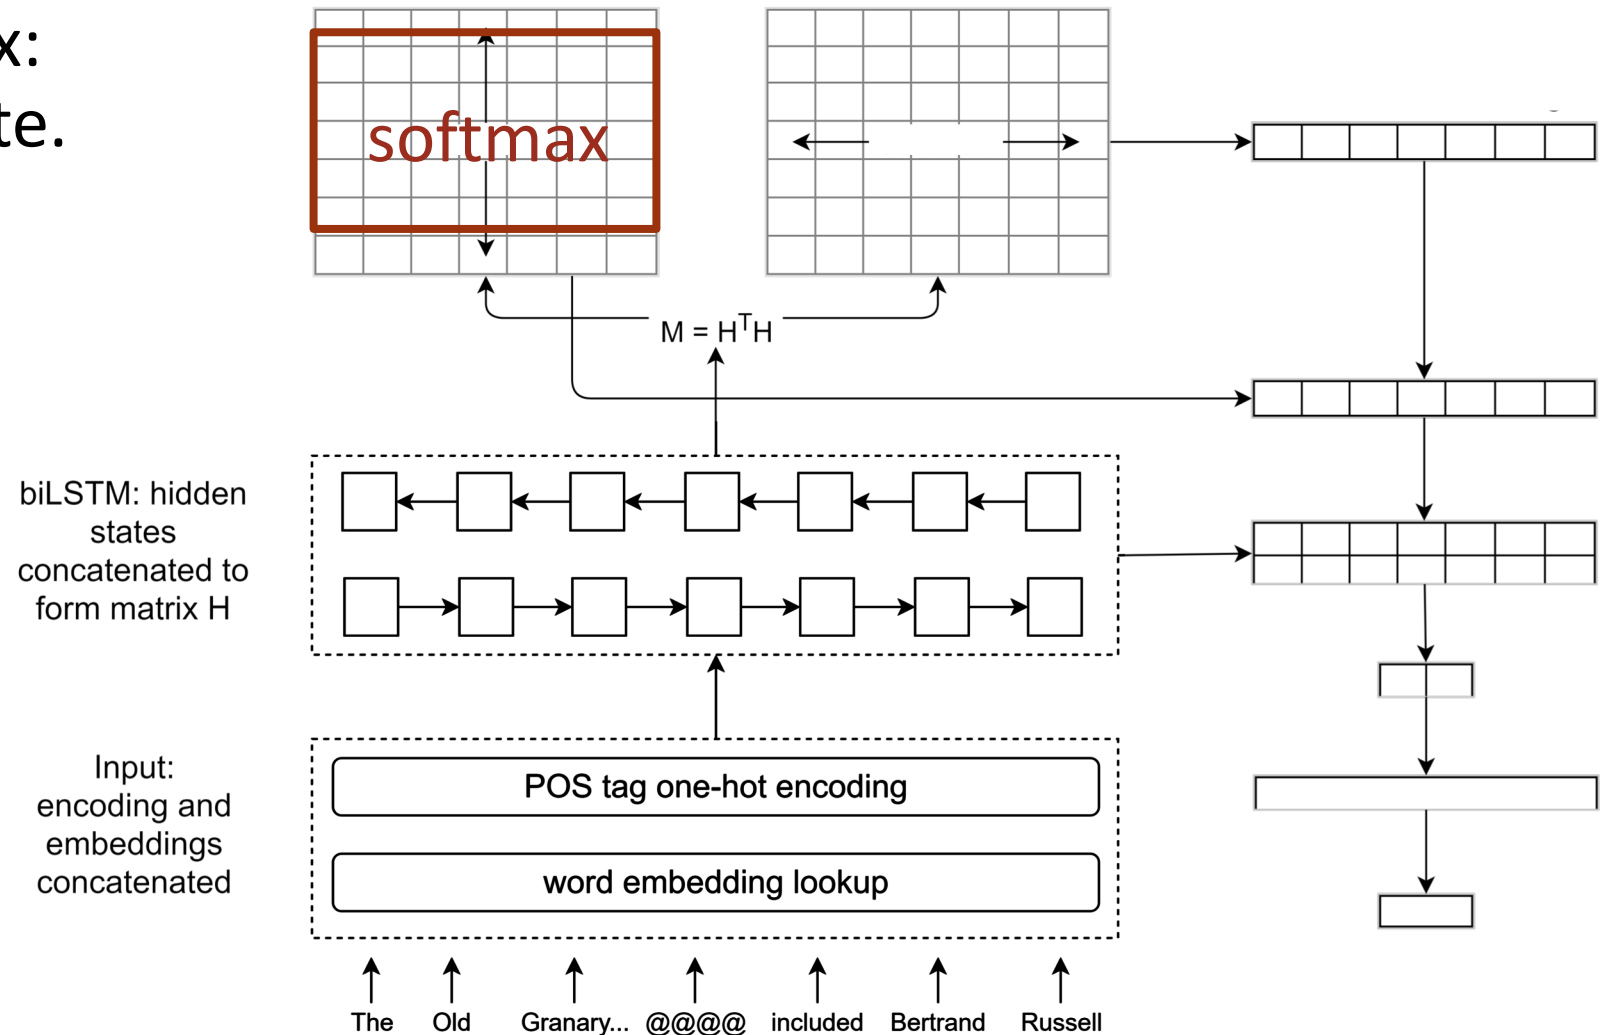 x:
te.
softmax
M = HᵀH
biLSTM: hidden
states
concatenated to
form matrix H
Input:
encoding and
embeddings
concatenated
POS tag one-hot encoding
word embedding lookup
The Old Granary... @@@@ included Bertrand Russell